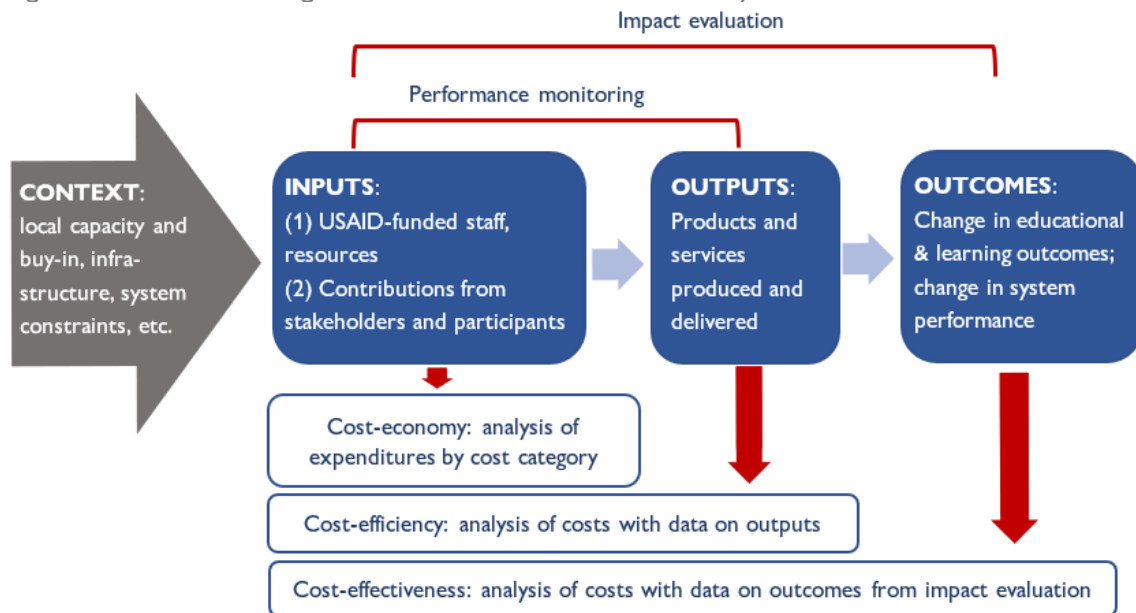 Impact evaluation
Performance monitoring
CONTEXT:
local capacity and
buy-in, infra-
structure, system
constraints, etc.
INPUTS:
(1) USAID-funded staff,
resources
(2) Contributions from
stakeholders and participants
OUTPUTS:
Products and
services
produced and
delivered
OUTCOMES:
Change in educational
& learning outcomes;
change in system
performance
Cost-economy: analysis of
expenditures by cost category
Cost-efficiency: analysis of costs with data on outputs
Cost-effectiveness: analysis of costs with data on outcomes from impact evaluation